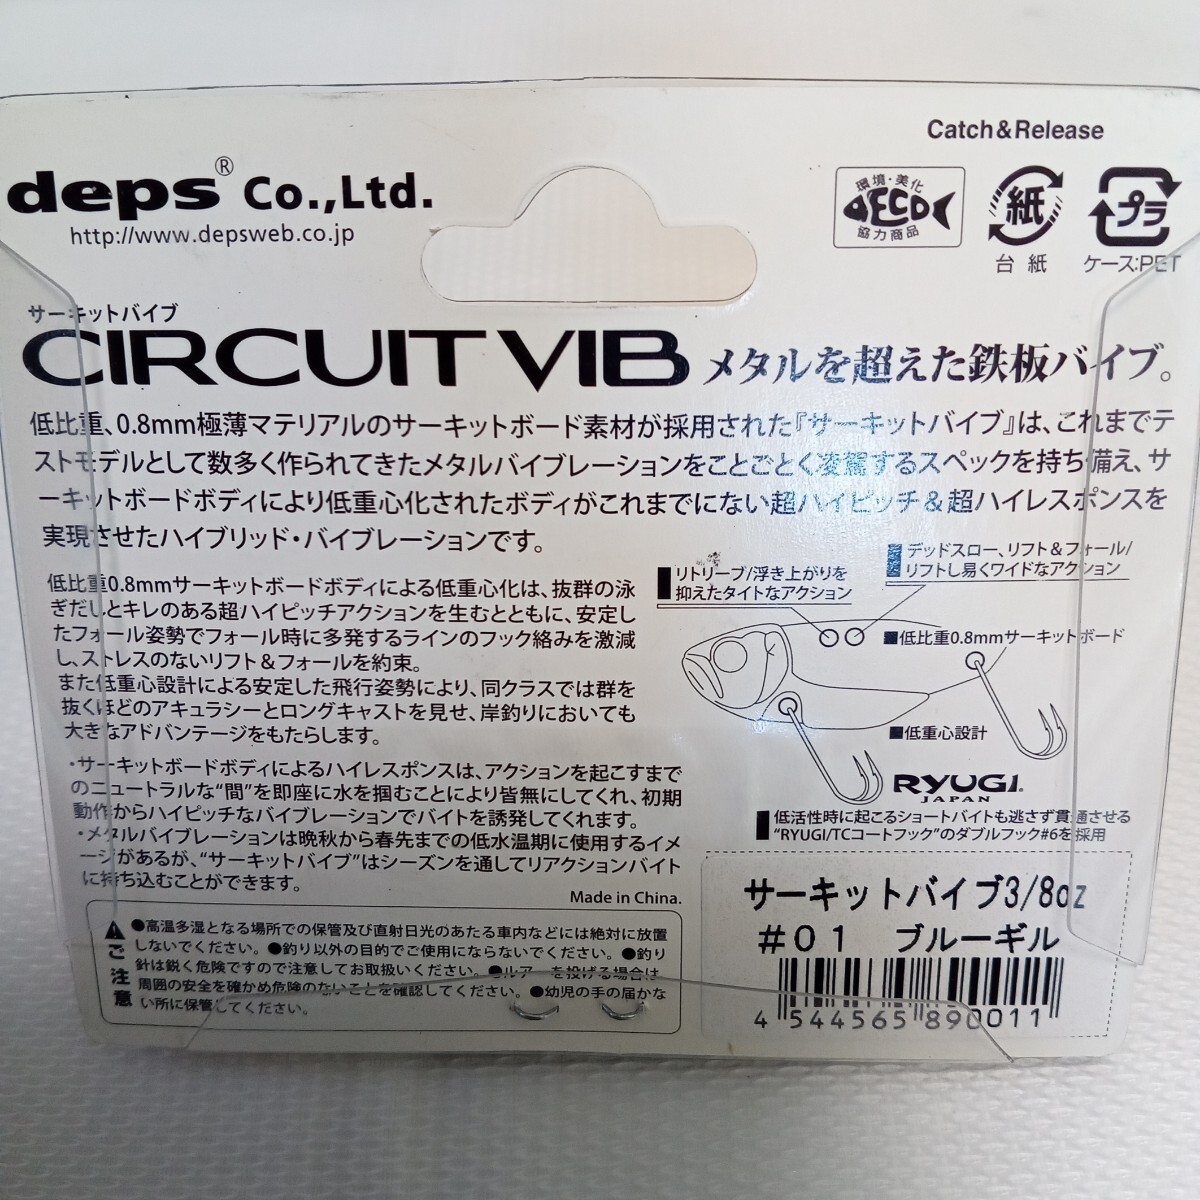 Catch&Release
deps® Co.,Ltd.
http://www.depsweb.co.jp
環境・美化
ECO
協力商品
紙
台紙
プラ
ケース:PET
サーキットバイブ
CIRCUIT VIB メタルを超えた鉄板バイブ。
低比重、0.8mm極薄マテリアルのサーキットボード素材が採用された『サーキットバイブ』は、これまでテ
ストモデルとして数多く作られてきたメタルバイブレーションをことごとく凌駕するスペックを持ち備え、サ
ーキットボードボディにより低重心化されたボディがこれまでにない超ハイピッチ&超ハイレスポンスを
実現させたハイブリッド・バイブレーションです。
低比重0.8mmサーキットボードボディによる低重心化は、抜群の泳
ぎだしとキレのある超ハイピッチアクションを生むとともに、安定し
たフォール姿勢でフォール時に多発するラインのフック絡みを激減
し、ストレスのないリフト&フォールを約束。
また低重心設計による安定した飛行姿勢により、同クラスでは群を
抜くほどのアキュラシーとロングキャストを見せ、岸釣りにおいても
大きなアドバンテージをもたらします。
・サーキットボードボディによるハイレスポンスは、アクションを起こすまで
のニュートラルな“間”を即座に水を掴むことにより皆無にしてくれ、初期
動作からハイピッチなバイブレーションでバイトを誘発してくれます。
・メタルバイブレーションは晩秋から春先までの低水温期に使用するイメ
ージがあるが、“サーキットバイブ”はシーズンを通してリアクションバイト
に持ち込むことができます。
Made in China.
デッドスロー、リフト&フォール/
リフトし易くワイドなアクション
リトリーブ/浮き上がりを
抑えたタイトなアクション
■低比重0.8mmサーキットボード
■低重心設計
RYUGI.
JAPAN
低活性時に起こるショートバイトも逃さず貫通させる
“RYUGI/TCコートフック”のダブルフック#6を採用
ご注意
●高温多湿となる場所での保管及び直射日光のあたる車内などには絶対に放置
しないでください。●釣り以外の目的でご使用にならないでください。●釣り
針は鋭く危険ですので注意してお取扱いください。●ルアーを投げる場合は
周囲の安全を確かめ危険のないことを確認してください。●幼児の手の届かな
い所に保管してください。
サーキットバイブ3/8oz
#01 ブルーギル
4 544565 890011